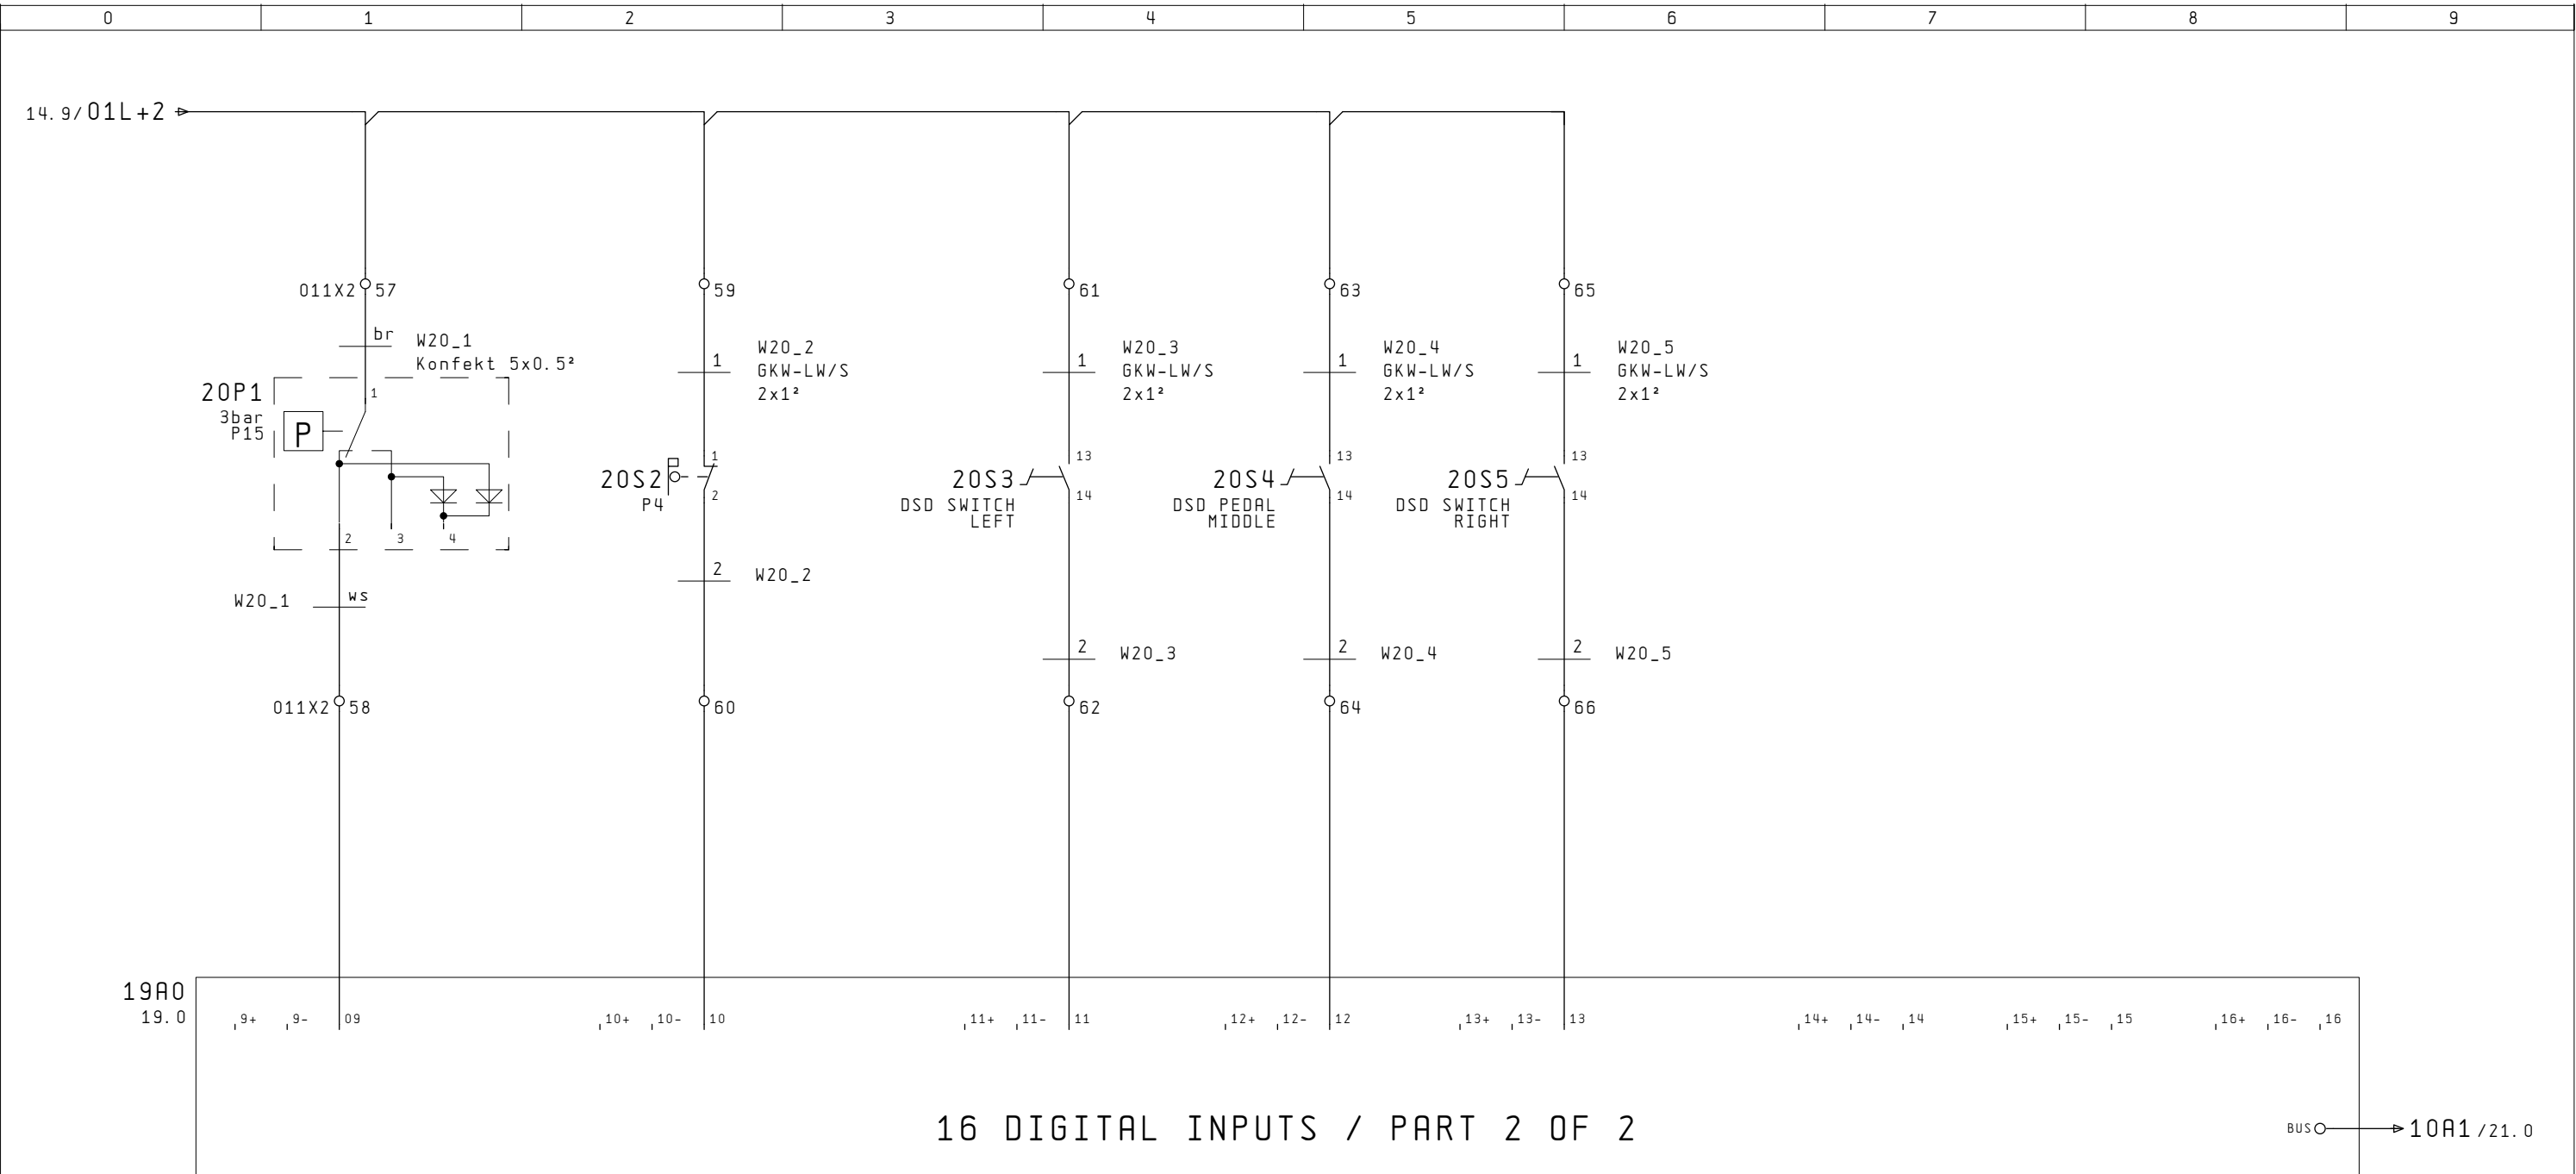 0 1 2 3 4 5 6 7 8 9
14.9/01L+2
011X2 57 59 61 63 65
br W20_1
Konfekt 5x0.5²
1 W20_2
GKW-LW/S
2x1²
1 W20_3
GKW-LW/S
2x1²
1 W20_4
GKW-LW/S
2x1²
1 W20_5
GKW-LW/S
2x1²
20P1
3bar
P15
P
1
2 3 4
20S2
P4
1
2
20S3
DSD SWITCH
LEFT
13
14
20S4
DSD PEDAL
MIDDLE
13
14
20S5
DSD SWITCH
RIGHT
13
14
W20_1 ws
2 W20_2
2 W20_3
2 W20_4
2 W20_5
011X2 58 60 62 64 66
19A0
19.0
9+ 9- 09 10+ 10- 10 11+ 11- 11 12+ 12- 12 13+ 13- 13 14+ 14- 14 15+ 15- 15 16+ 16- 16
16 DIGITAL INPUTS / PART 2 OF 2
BUS 10A1 /21.0